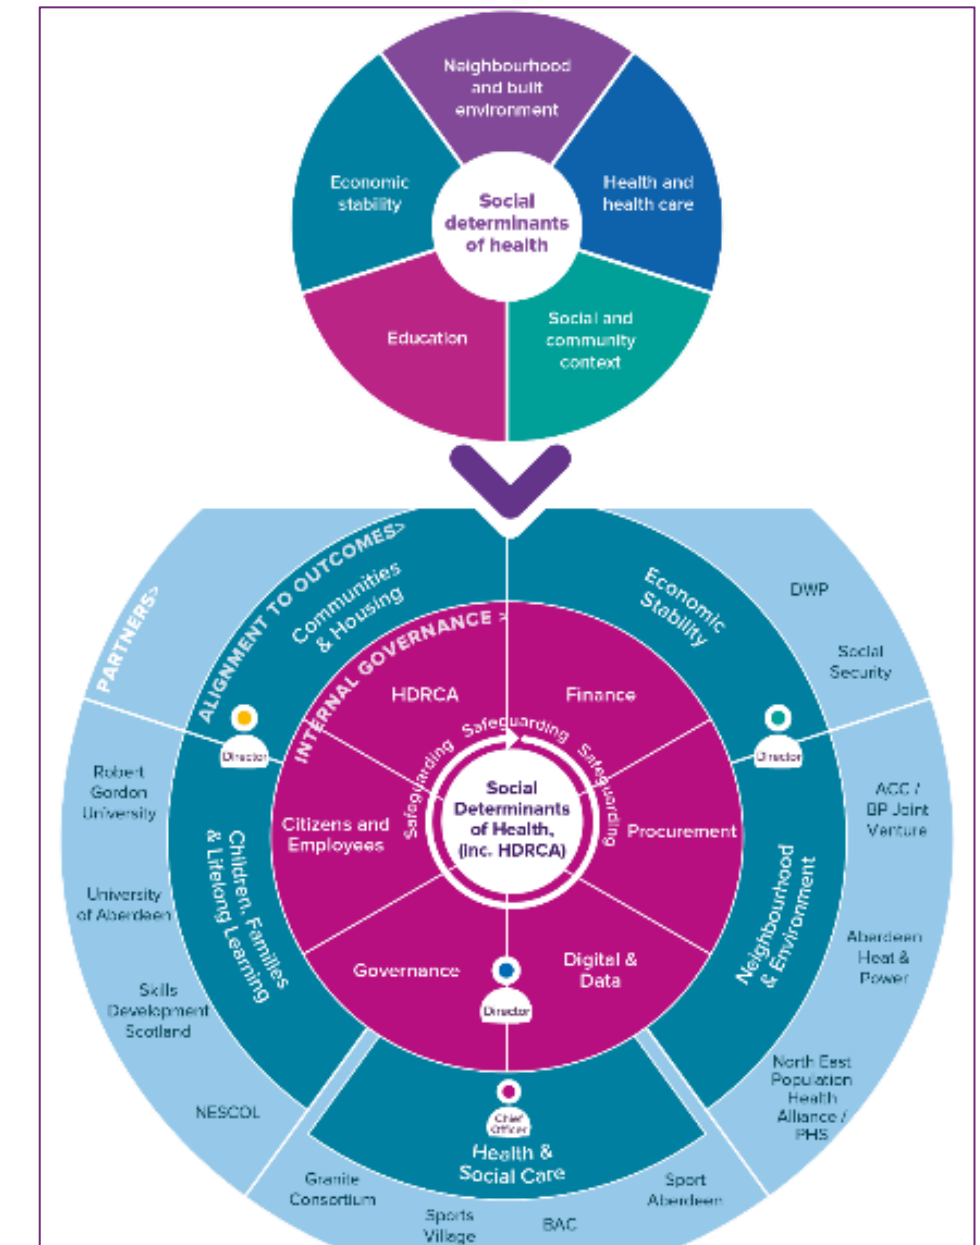 Neighbourhood
and built
environment
Economic
stability
Health and
health care
Social
determinants
of health
Education
Social and
community
context
PARTNERS>
ALIGNMENT TO OUTCOMES>
INTERNAL GOVERNANCE >
Communities
& Housing
Economic
Stability
DWP
Social
Security
HDRCA
Finance
Director
Director
Safeguarding
Safeguarding
Safeguarding
Social
Determinants
of Health,
(inc. HDRCA)
Citizens and
Employees
Procurement
Robert
Gordon
University
ACC /
BP Joint
Venture
Children, Families
& Lifelong Learning
Neighbourhood
& Environment
University
of Aberdeen
Aberdeen
Heat &
Power
Governance
Digital &
Data
Director
Skills
Development
Scotland
North East
Population
Health
Alliance /
PHS
NESCOL
Chief
Officer
Health &
Social Care
Granite
Consortium
Sports
Village
BAC
Sport
Aberdeen